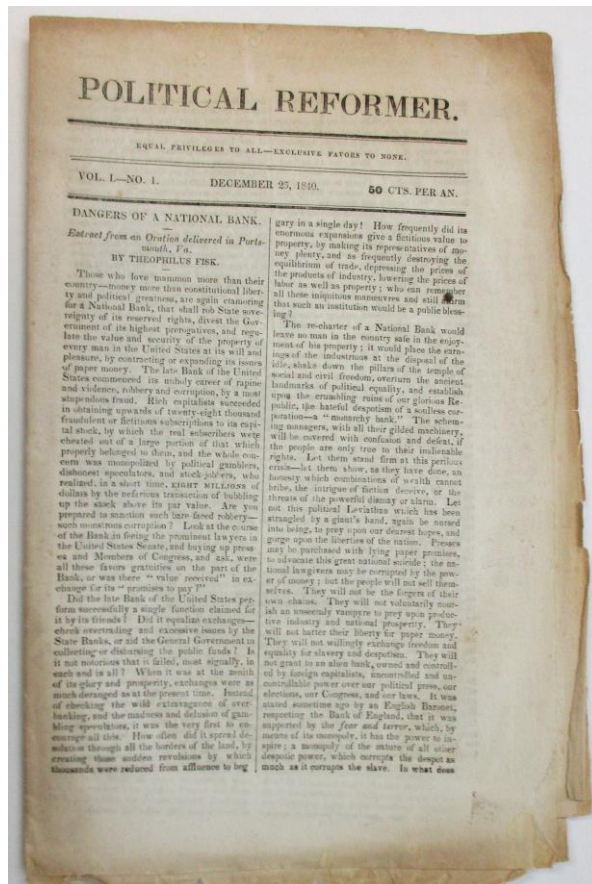 POLITICAL REFORMER.
EQUAL PRIVILEGES TO ALL—EXCLUSIVE FAVORS TO NONE.
VOL. I.—NO. 1.
DECEMBER 25, 1840.
50 CTS. PER AN.
DANGERS OF A NATIONAL BANK.
Extract from an Oration delivered in Ports-
mouth, Va.
BY THEOPHILUS FISK.
Those who love mammon more than their
country—money more than constitutional liber-
ty and political greatness, are again clamoring
for a National Bank, that shall rob State sove-
reignty of its reserved rights, divest the Gov-
ernment of its highest prerogatives, and regu-
late the value and security of the property of
every man in the United States at its will and
pleasure, by contracting or expanding its issues
of paper money. The late Bank of the United
States commenced its unholy career of rapine
and violence, robbery and corruption, by a most
stupendous fraud. Rich capitalists succeeded
in obtaining upwards of twenty-eight thousand
fraudulent or fictitious subscriptions to its capi-
tal stock, by which the real subscribers were
cheated out of a large portion of that which
properly belonged to them, and the whole con-
cern was monopolized by political gamblers,
dishonest speculators, and stock-jobbers, who
realized, in a short time, EIGHT MILLIONS of
dollars by the nefarious transaction of bubbling
up the stock above its par value. Are you
prepared to sanction such bare-faced robbery—
such monstrous corruption? Look at the course
of the Bank in feeing the prominent lawyers in
the United States Senate, and buying up press-
es and Members of Congress, and ask, were
all these favors gratuities on the part of the
Bank, or was there "value received" in ex-
change for its "promises to pay?"
Did the late Bank of the United States per-
form successfully a single function claimed for
it by its friends? Did it equalize exchanges—
check overtrading and excessive issues by the
State Banks, or aid the General Government in
collecting or disbursing the public funds? Is
it not notorious that it failed, most signally, in
each and in all? When it was at the zenith
of its glory and prosperity, exchanges were as
much deranged as at the present time. Instead
of checking the wild extravagance of over-
banking, and the madness and delusion of gam-
bling speculators, it was the very first to en-
courage all this. How often did it spread de-
solation through all the borders of the land, by
creating those sudden revulsions by which
thousands were reduced from affluence to beg
gary in a single day! How frequently did its
enormous expansions give a fictitious value to
property, by making its representatives of mo-
ney plenty, and as frequently destroying the
equilibrium of trade, depressing the prices of
the products of industry, lowering the prices of
labor as well as property; who can remember
all these iniquitous manœuvres and still
that such an institution would be a public bless-
ing?
The re-charter of a National Bank would
leave no man in the country safe in the enjoy-
ment of his property; it would place the earn-
ings of the industrious at the disposal of the
idle, shake down the pillars of the temple of
social and civil freedom, overturn the ancient
landmarks of political equality, and establish
upon the crumbling ruins of our glorious Re-
public, the hateful despotism of a soulless cor-
poration—a "monarchy bank." The schem-
ing managers, with all their gilded machinery,
will be covered with confusion and defeat, if
the people are only true to their inalienable
rights. Let them stand firm at this perilous
crisis—let them show, as they have done, an
honesty which combinations of wealth cannot
bribe, the intrigue of fiction deceive, or the
threats of the powerful dismay or alarm. Let
not this political Leviathan which has been
strangled by a giant's hand, again be nursed
into being, to prey upon our dearest hopes, and
gorge upon the liberties of the nation. Presses
may be purchased with lying paper promises,
to advocate this great national suicide; the na-
tional lawgivers may be corrupted by the pow-
er of money; but the people will not sell them-
selves. They will not be the forgers of their
own chains. They will not voluntarily nour-
ish an unseemly vampyre to prey upon produc-
tive industry and national prosperity. They
will not barter their liberty for paper money.
They will not willingly exchange freedom and
equality for slavery and despotism. They will
not grant to an alien bank, owned and controll-
ed by foreign capitalists, uncontrolled and un-
controllable power over our political press, our
elections, our Congress, and our laws. It was
stated sometime ago by an English Baronet,
respecting the Bank of England, that it was
supported by the fear and terror, which, by
means of its monopoly, it has the power to in-
spire; a monopoly of the nature of all other
despotic power, which corrupts the despot as
much as it corrupts the slave. In what does